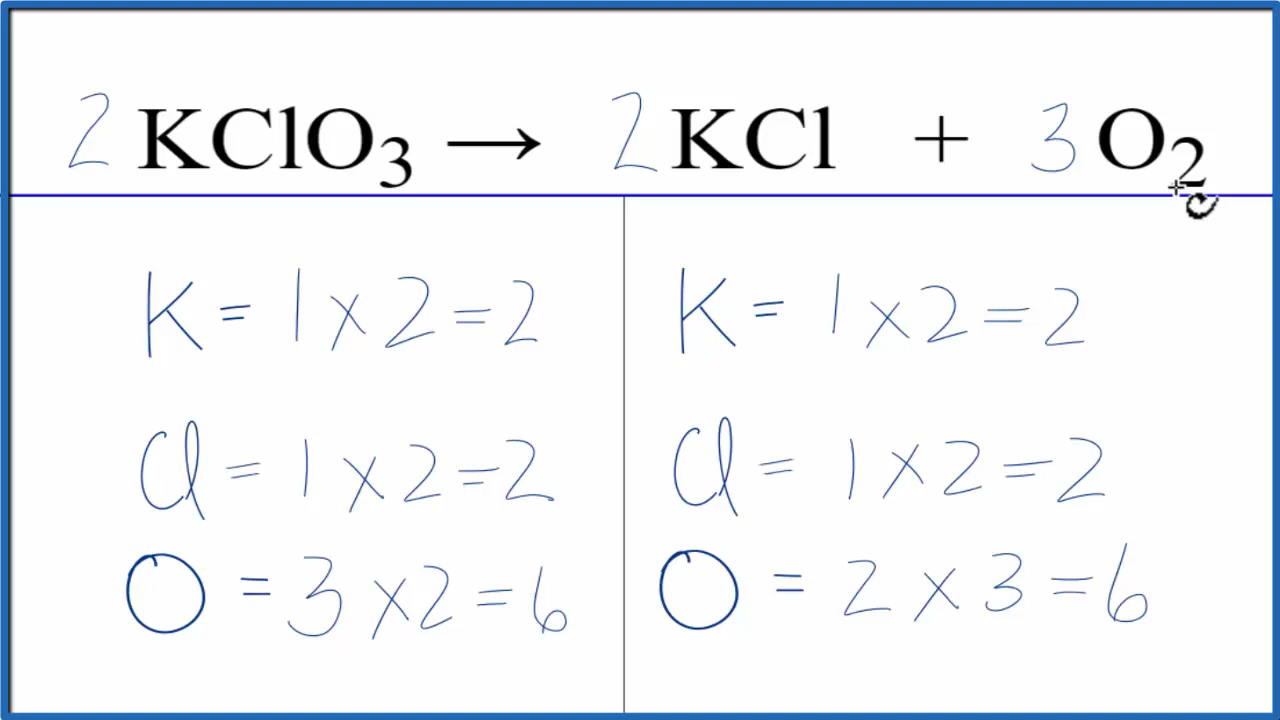 2 KClO₃ → 2 KCl + 3 O₂
K = 1 x 2 = 2
Cl = 1 x 2 = 2
O = 3 x 2 = 6
K = 1 x 2 = 2
Cl = 1 x 2 = 2
O = 2 x 3 = 6